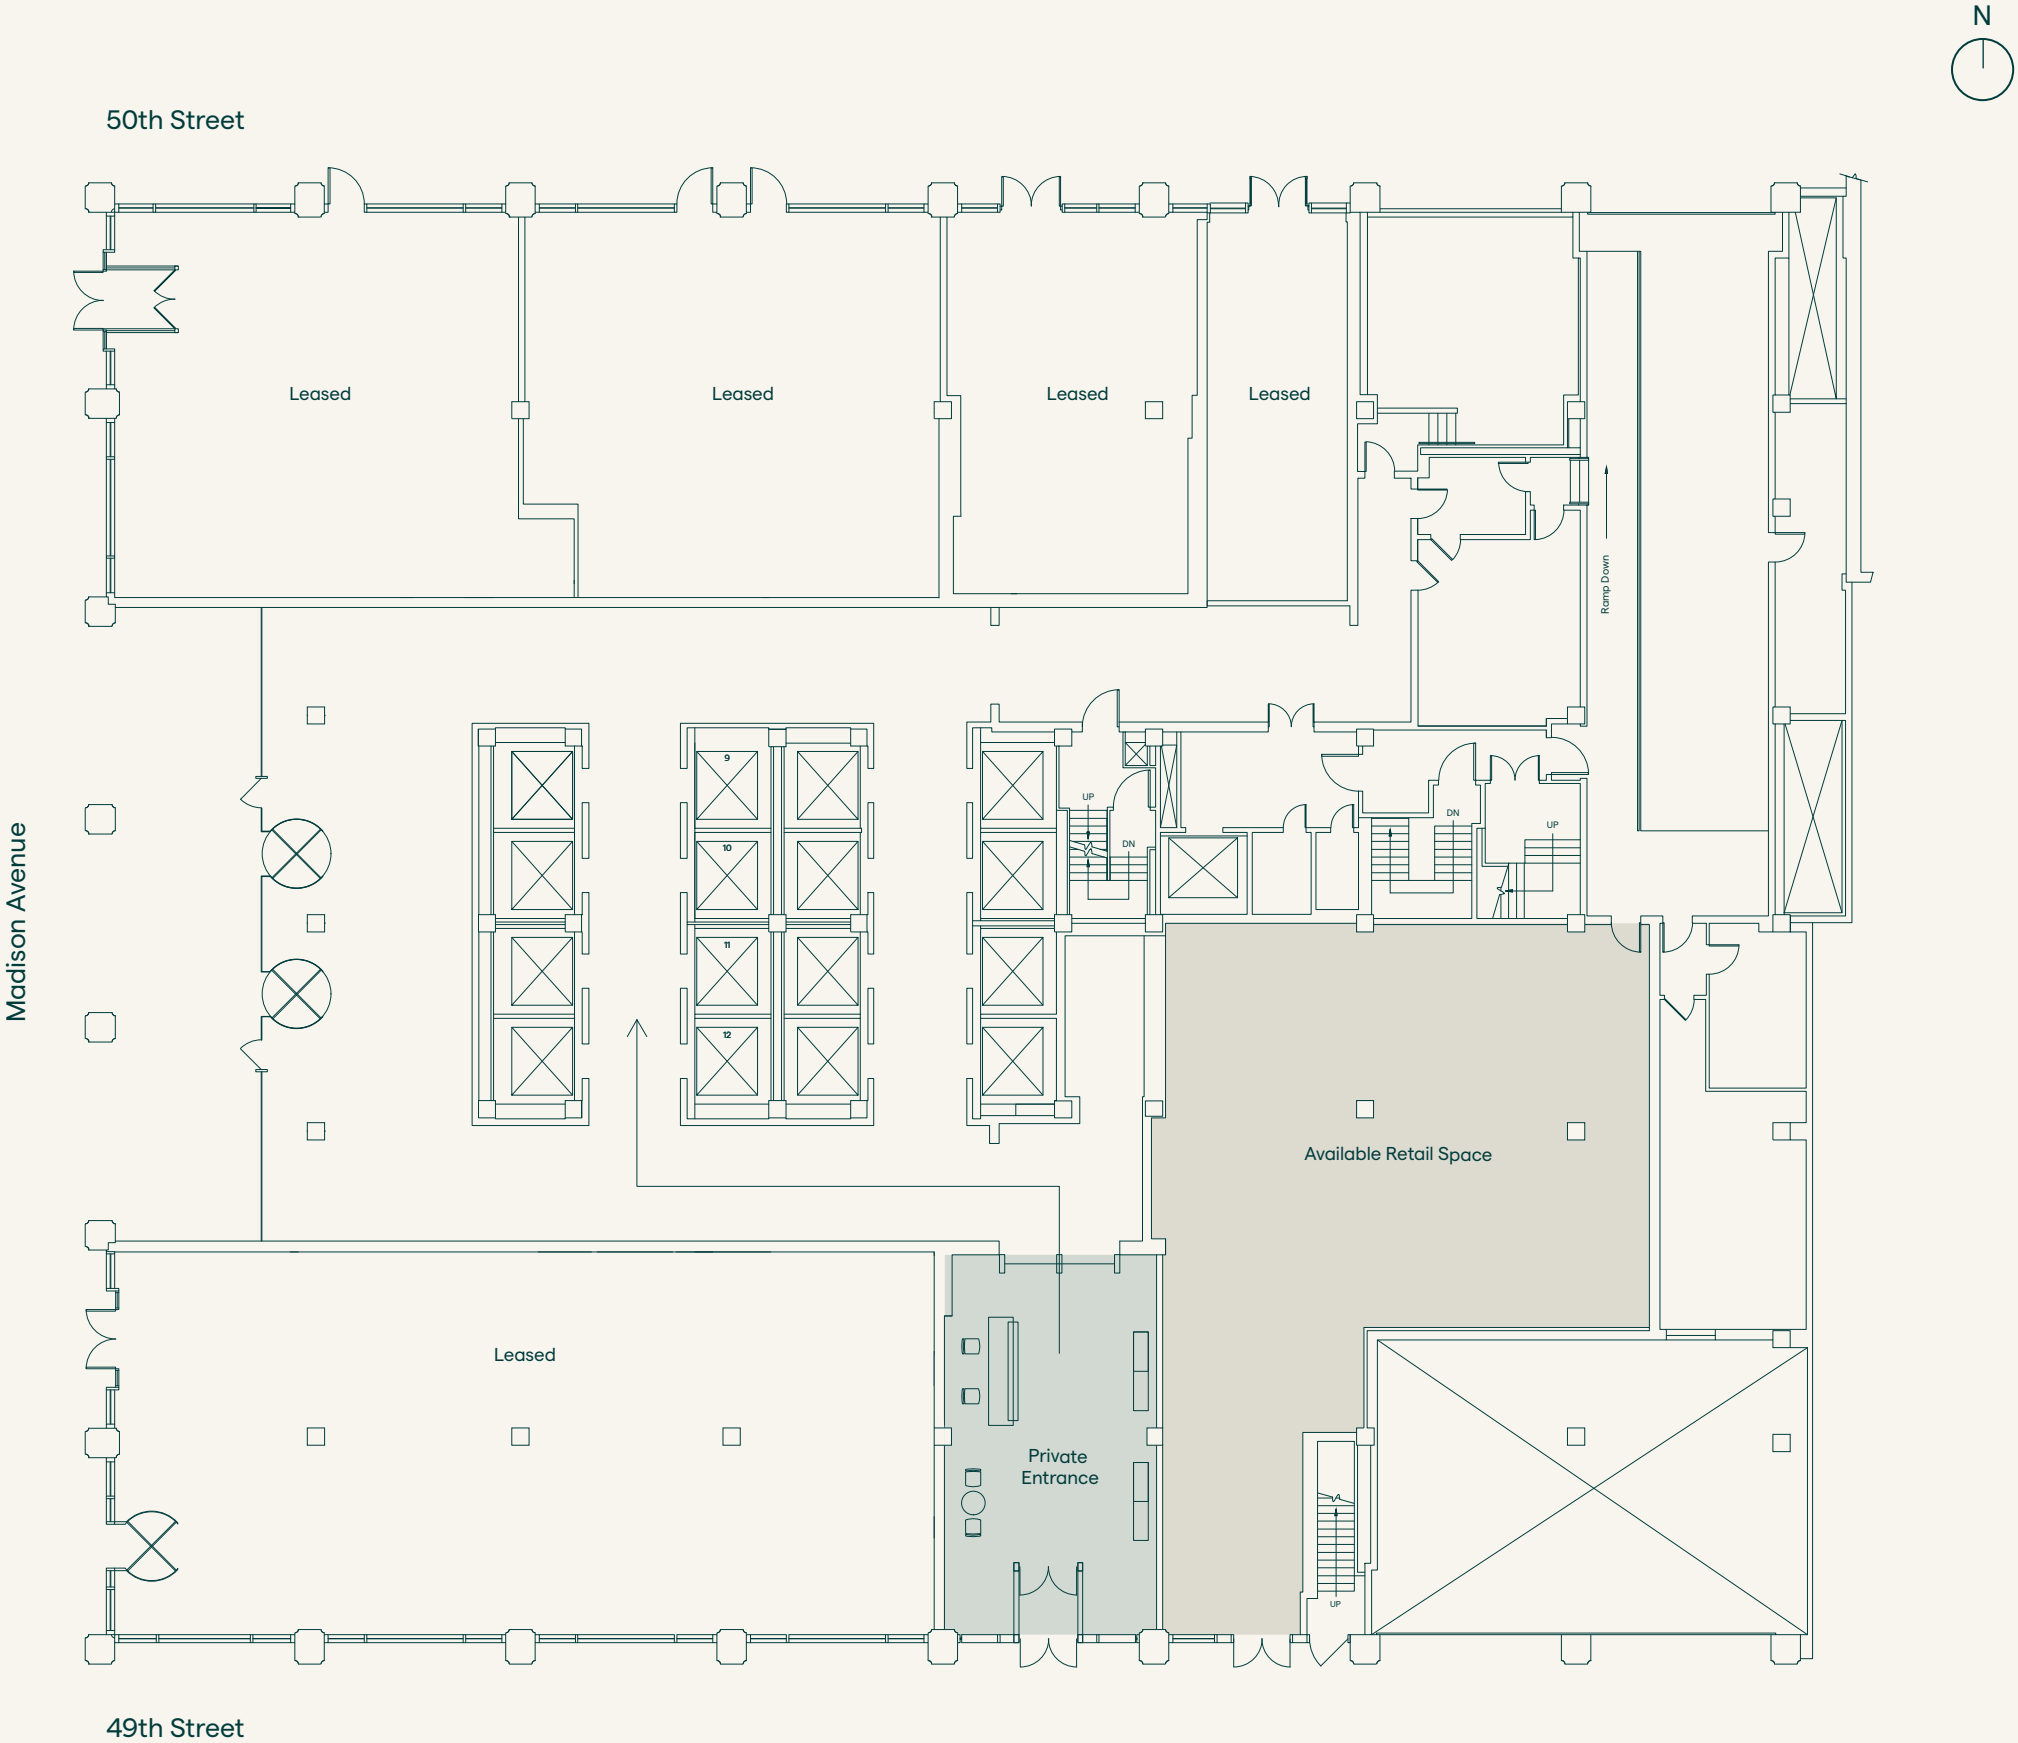 N
50th Street
Leased
Leased
Leased
Leased
Ramp Down
Madison Avenue
9
10
11
12
UP
DN
DN
UP
Available Retail Space
Leased
Private
Entrance
UP
49th Street